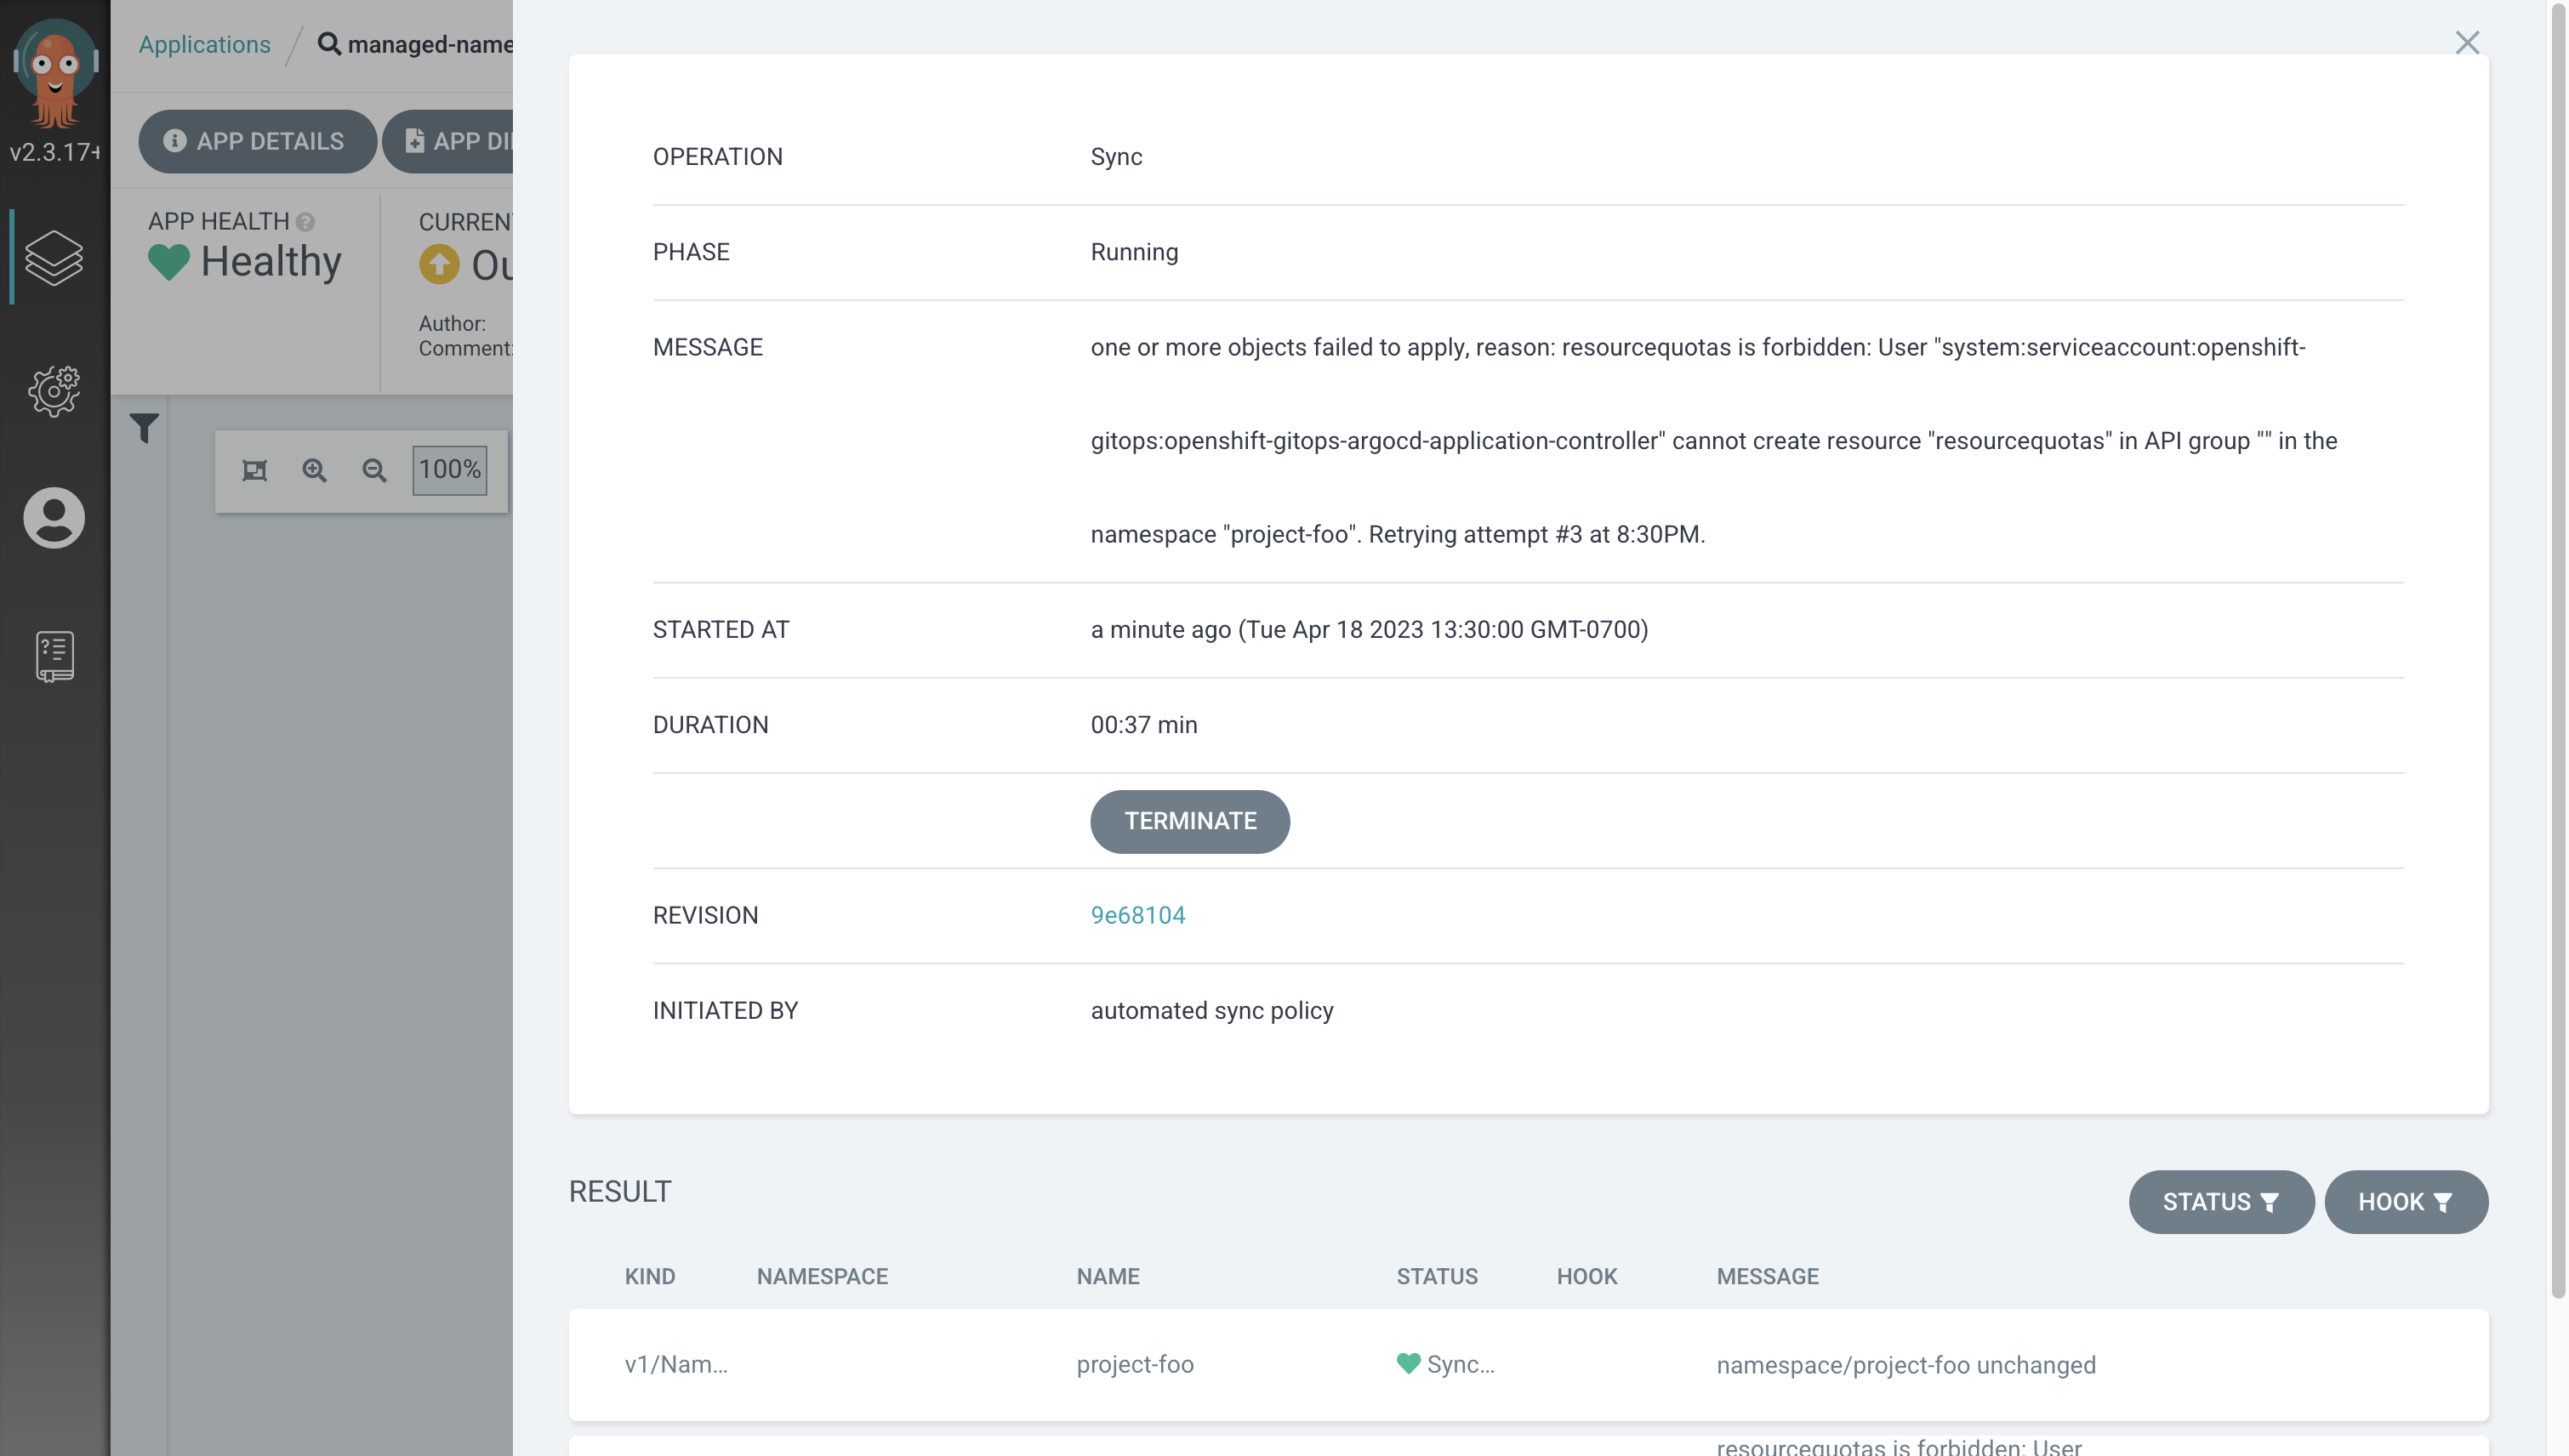 v2.3.17+
Applications
managed-name
APP DETAILS
APP DI
APP HEALTH
Healthy
CURREN
Ou
Author:
Comment:
100%
OPERATION Sync
PHASE Running
MESSAGE one or more objects failed to apply, reason: resourcequotas is forbidden: User "system:serviceaccount:openshift-
gitops:openshift-gitops-argocd-application-controller" cannot create resource "resourcequotas" in API group "" in the
namespace "project-foo". Retrying attempt #3 at 8:30PM.
STARTED AT a minute ago (Tue Apr 18 2023 13:30:00 GMT-0700)
DURATION 00:37 min
TERMINATE
REVISION 9e68104
INITIATED BY automated sync policy
RESULT
STATUS
HOOK
KIND NAMESPACE NAME STATUS HOOK MESSAGE
v1/Nam... project-foo Sync... namespace/project-foo unchanged
resourcequotas is forbidden: User